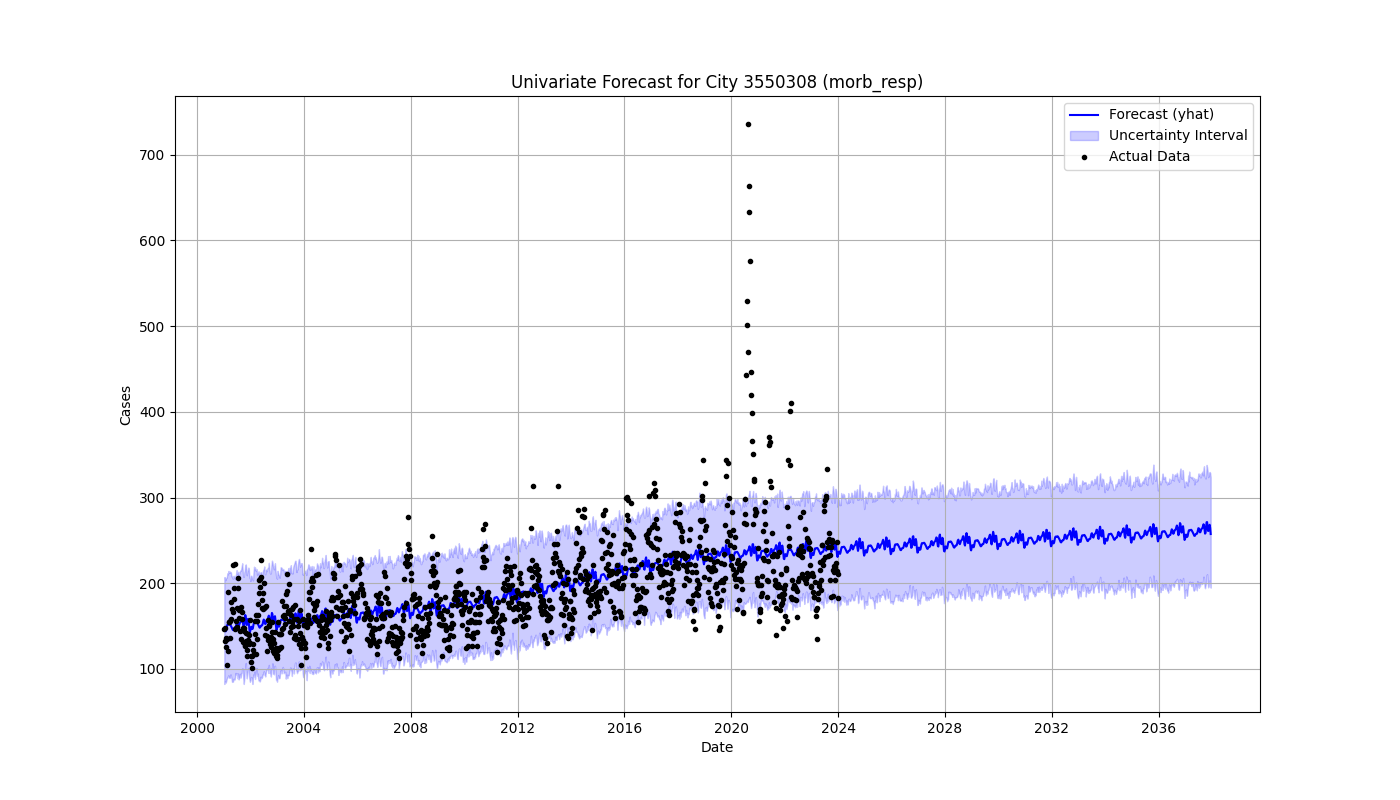 Univariate Forecast for City 3550308 (morb_resp)
Forecast (yhat)
Uncertainty Interval
Actual Data
Cases
700
600
500
400
300
200
100
2000 2004 2008 2012 2016 2020 2024 2028 2032 2036
Date